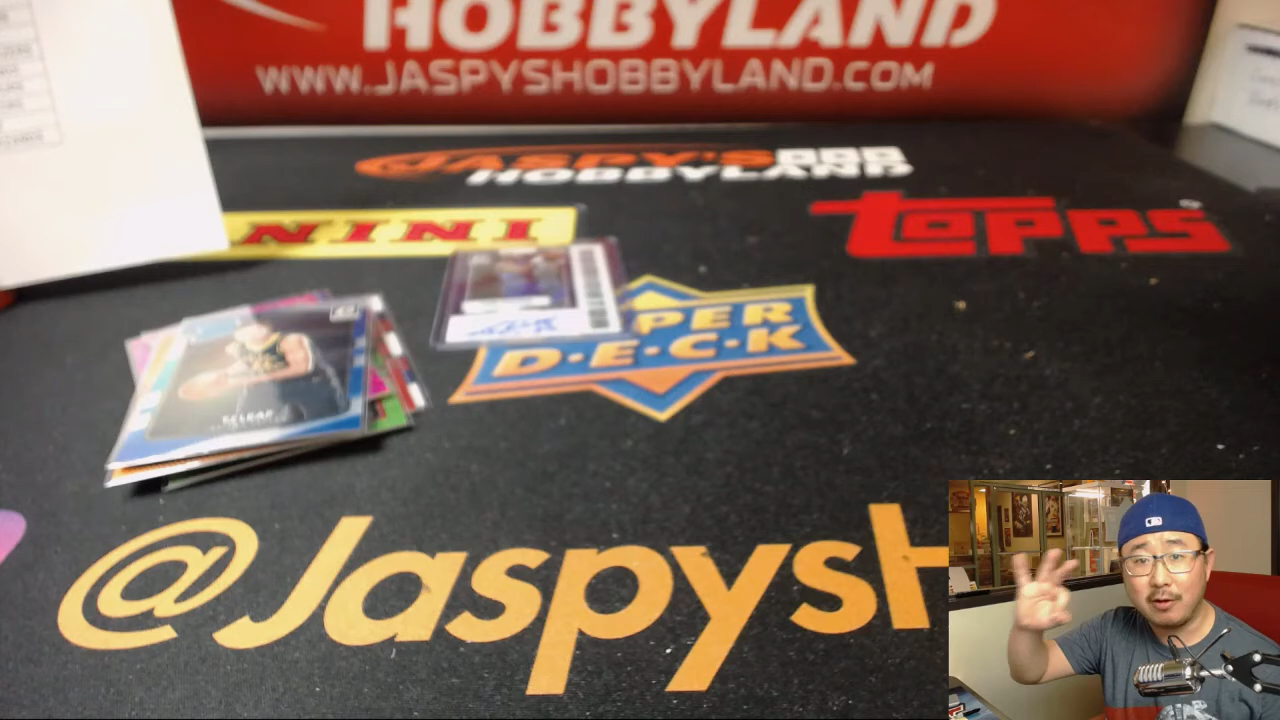 HOBBYLAND
WWW.JASPYSHOBBYLAND.COM
JASPY'S
HOBBYLAND
NINI
topps
PER
D·E·C·K
@Jaspysh